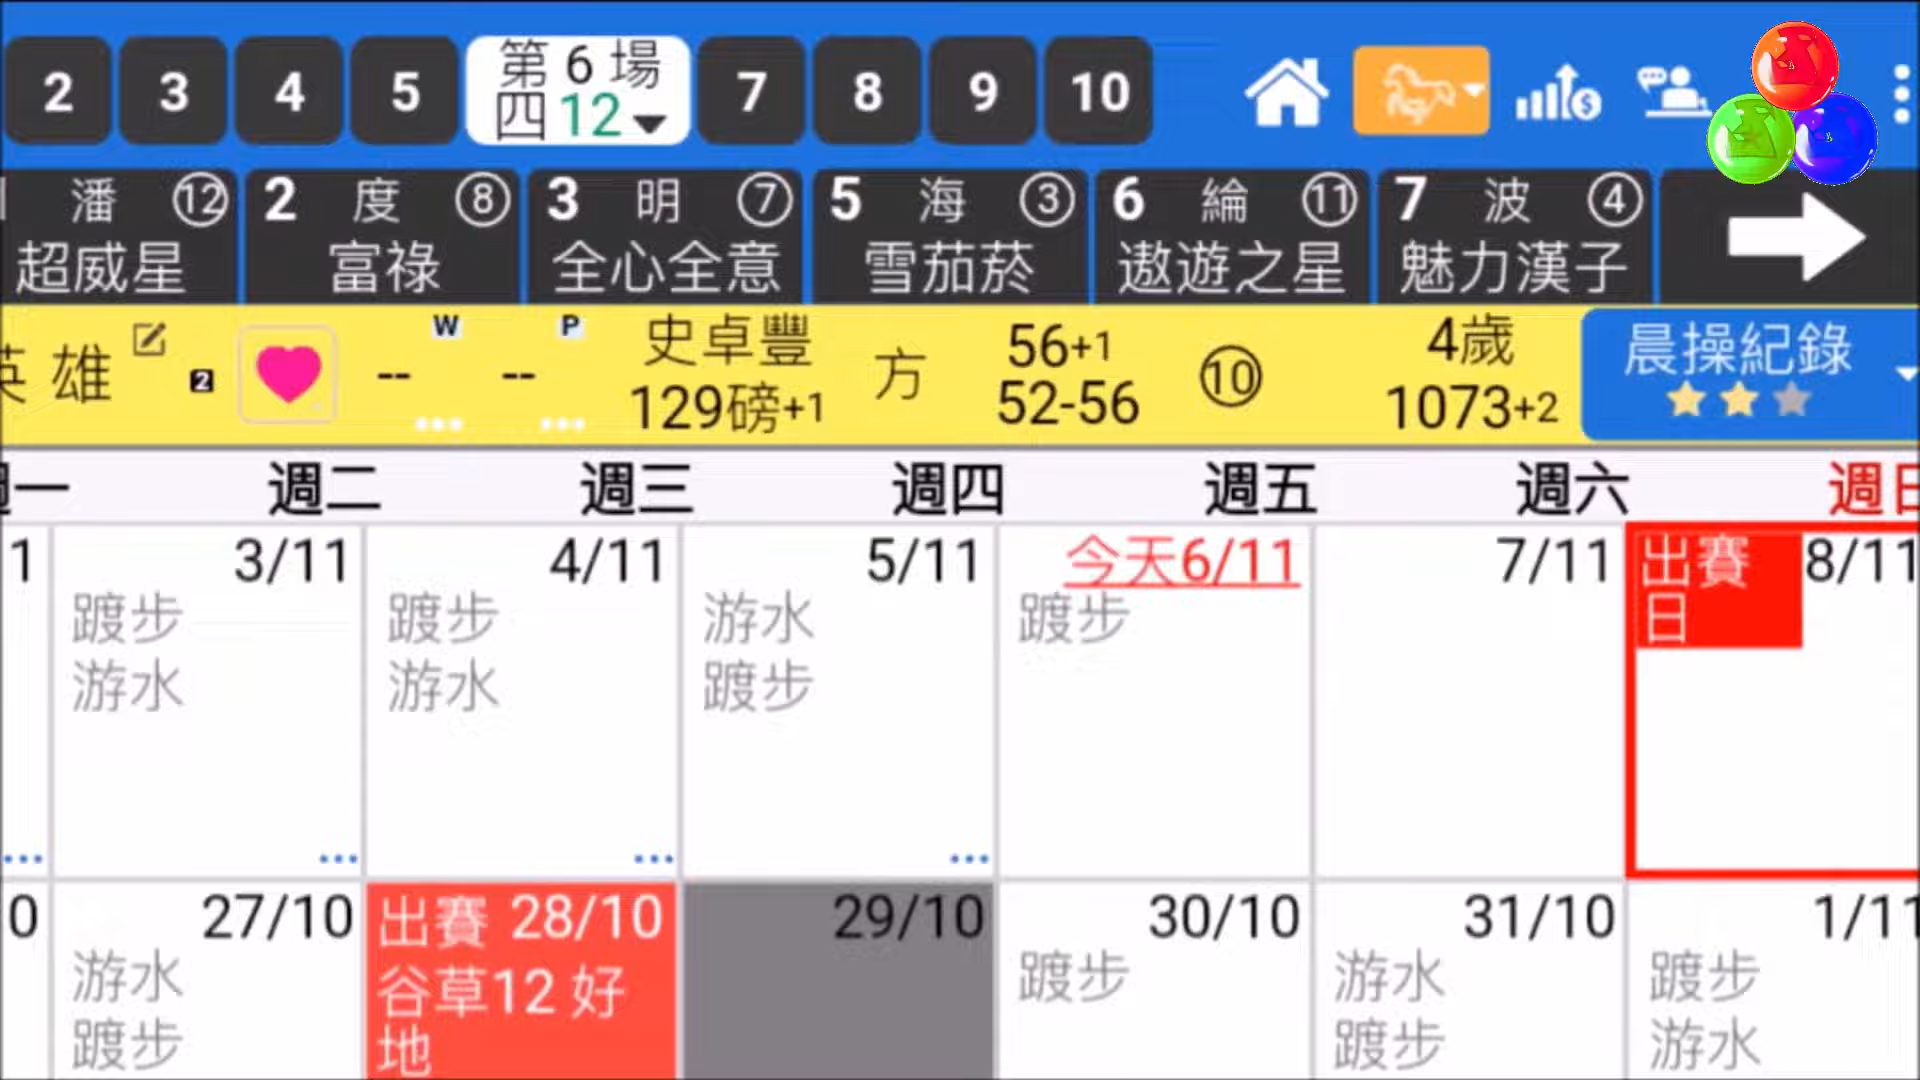 2 3 4 5 第 6 場 7 8 9 10
四 12
潘 ⑫ 2 度 ⑧ 3 明 ⑦ 5 海 ③ 6 綸 ⑪ 7 波 ④
超威星 富祿 全心全意 雪茄菸 遨遊之星 魅力漢子
雄 2 -- W -- P 史卓豐 方 56+1 ⑩ 4歲 晨操紀錄
129磅+1 52-56 1073+2
週一 週二 週三 週四 週五 週六 週日
1 3/11 4/11 5/11 今天6/11 7/11 出賽日 8/11
踱步 踱步 游水 踱步
游水 游水 踱步
0 27/10 出賽 28/10 29/10 30/10 31/10 1/11
游水 谷草12 好地 踱步 游水 踱步
踱步 踱步 游水